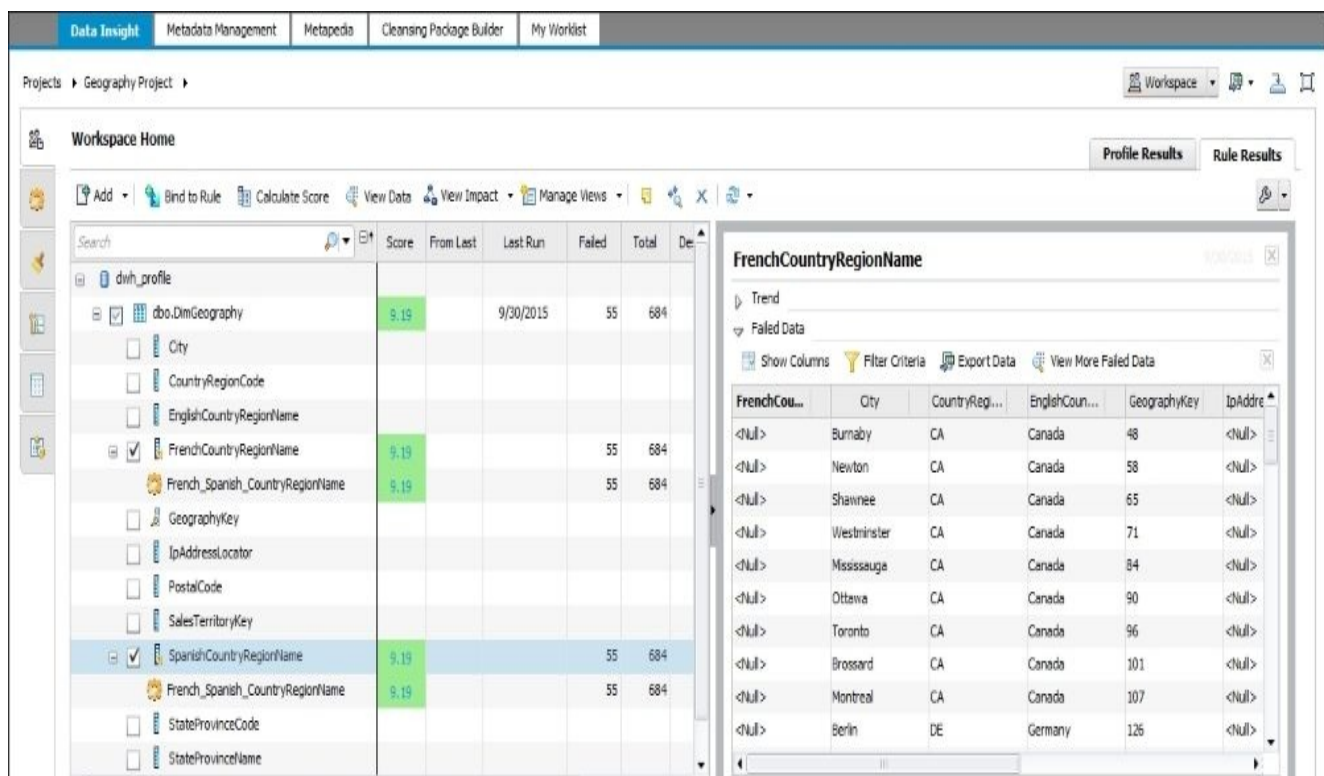 Data Insight Metadata Management Metapedia Cleansing Package Builder My Worklist
Projects Geography Project Workspace
Workspace Home
Profile Results Rule Results
Add Bind to Rule Calculate Score View Data View Impact Manage Views
Search Score From Last Last Run Failed Total De
dwh_profile
dbo.DimGeography 9.19 9/30/2015 55 684
City
CountryRegionCode
EnglishCountryRegionName
FrenchCountryRegionName 9.19 55 684
French_Spanish_CountryRegionName 9.19 55 684
GeographyKey
IpAddressLocator
PostalCode
SalesTerritoryKey
SpanishCountryRegionName 9.19 55 684
French_Spanish_CountryRegionName 9.19 55 684
StateProvinceCode
StateProvinceName
FrenchCountryRegionName
Trend
Failed Data
Show Columns Filter Criteria Export Data View More Failed Data
FrenchCou... City CountryRegi... EnglishCoun... GeographyKey IpAddre
<Null> Burnaby CA Canada 48 <Null>
<Null> Newton CA Canada 58 <Null>
<Null> Shawnee CA Canada 65 <Null>
<Null> Westminster CA Canada 71 <Null>
<Null> Mississauga CA Canada 84 <Null>
<Null> Ottawa CA Canada 90 <Null>
<Null> Toronto CA Canada 96 <Null>
<Null> Brossard CA Canada 101 <Null>
<Null> Montreal CA Canada 107 <Null>
<Null> Berlin DE Germany 126 <Null>